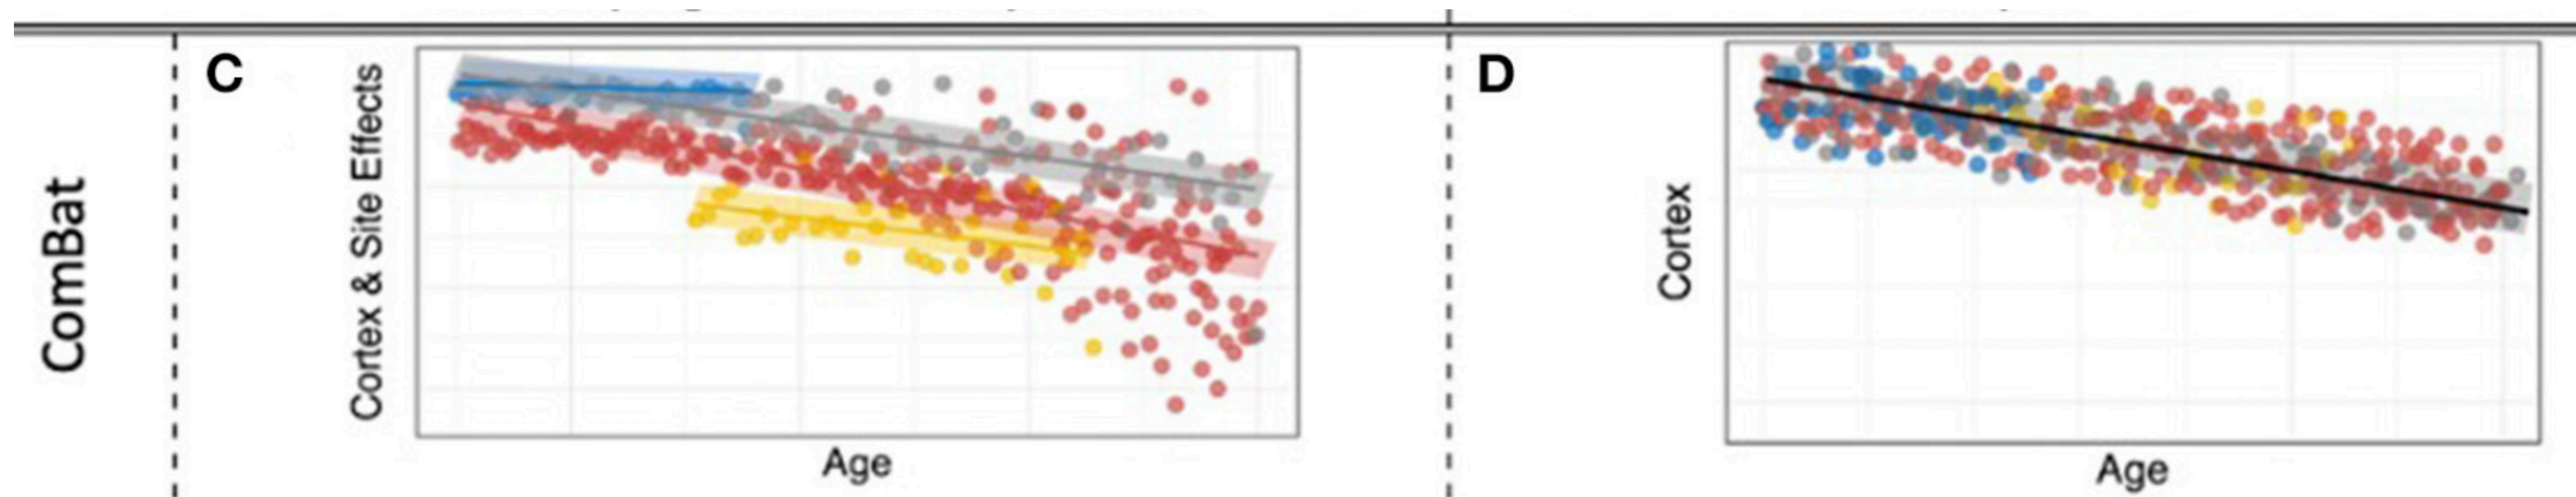 ComBat
C
Cortex & Site Effects
Age
D
Cortex
Age